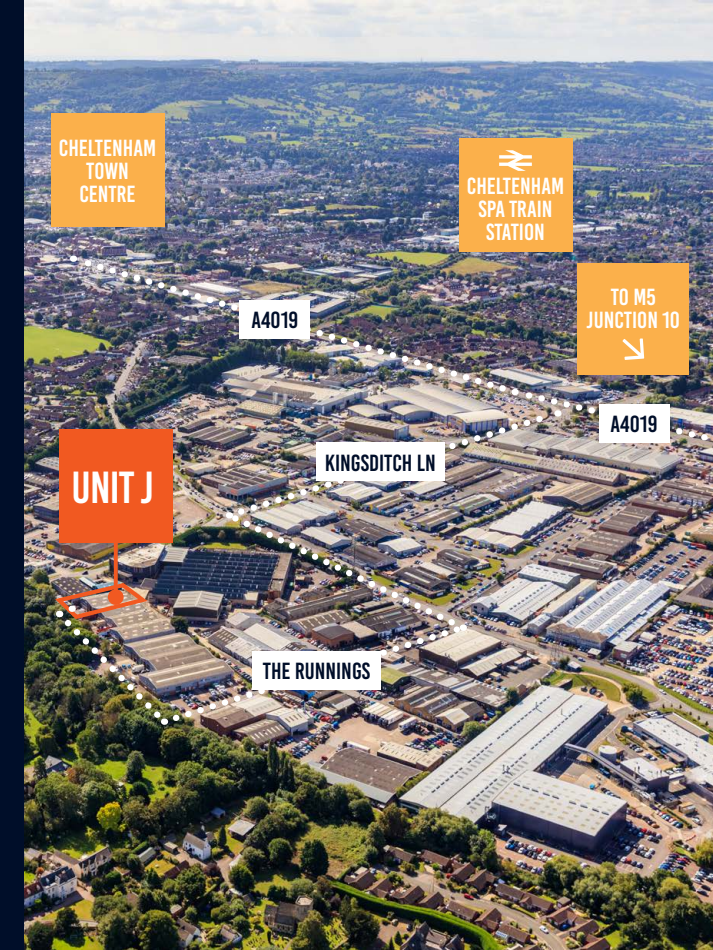 CHELTENHAM
TOWN
CENTRE
CHELTENHAM
SPA TRAIN
STATION
TO M5
JUNCTION 10
A4019
A4019
KINGSDITCH LN
UNIT J
THE RUNNINGS